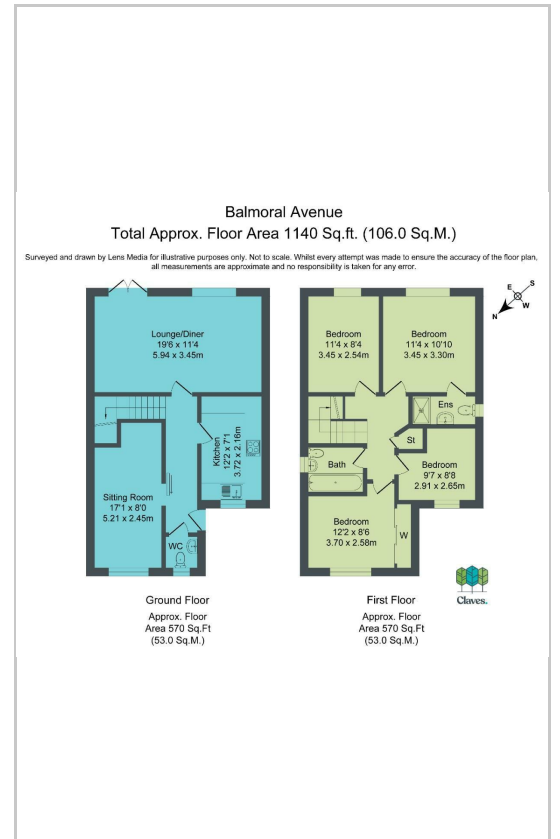 Balmoral Avenue
Total Approx. Floor Area 1140 Sq.ft. (106.0 Sq.M.)
Surveyed and drawn by Lens Media for illustrative purposes only. Not to scale. Whilst every attempt was made to ensure the accuracy of the floor plan,
all measurements are approximate and no responsibility is taken for any error.
E
S
N
W
Lounge/Diner
19'6 x 11'4
5.94 x 3.45m
Kitchen
12'2 x 7'1
3.72 x 2.16m
Sitting Room
17'1 x 8'0
5.21 x 2.45m
WC
Ground Floor
Approx. Floor
Area 570 Sq.Ft
(53.0 Sq.M.)
Bedroom
11'4 x 8'4
3.45 x 2.54m
Bedroom
11'4 x 10'10
3.45 x 3.30m
Ens
St
Bath
Bedroom
9'7 x 8'8
2.91 x 2.65m
Bedroom
12'2 x 8'6
3.70 x 2.58m
W
First Floor
Approx. Floor
Area 570 Sq.Ft
(53.0 Sq.M.)
Claves.